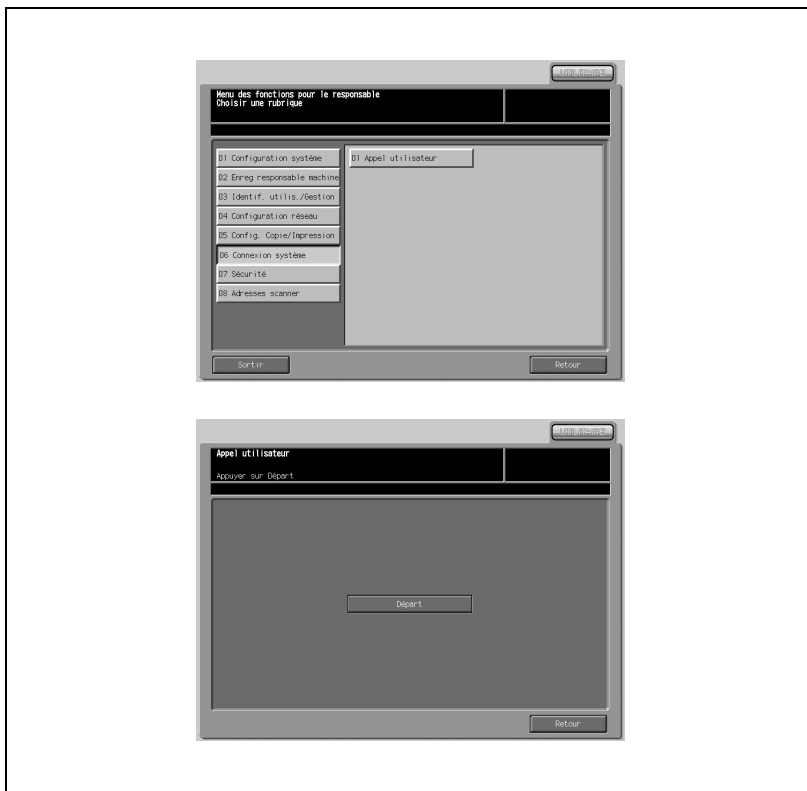 Menu des fonctions pour le responsable
Choisir une rubrique
01 Configuration système
01 Appel utilisateur
02 Enreg responsable machine
03 Identif. utilis./Gestion
04 Configuration réseau
05 Config. Copie/Impression
06 Connexion système
07 Sécurité
08 Adresses scanner
Sortir
Retour
Appel utilisateur
Appuyer sur Départ
Départ
Retour